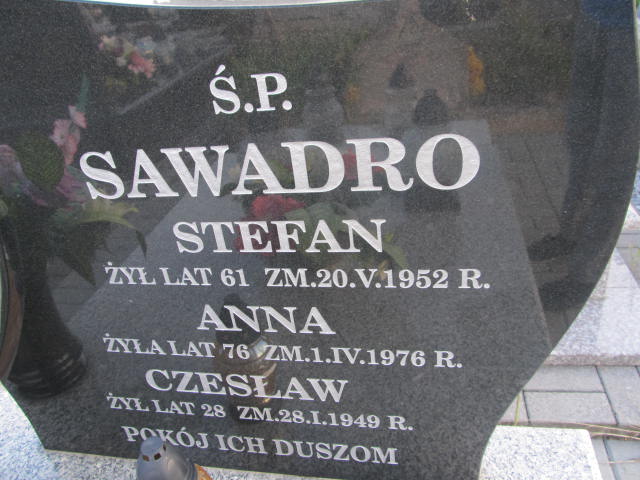 Ś.P.
SAWADRO
STEFAN
ŻYŁ LAT 61 ZM.20.V.1952 R.
ANNA
ŻYŁA LAT 76 ZM.1.IV.1976 R.
CZESŁAW
ŻYŁ LAT 28 ZM.28.I.1949 R.
POKÓJ ICH DUSZOM